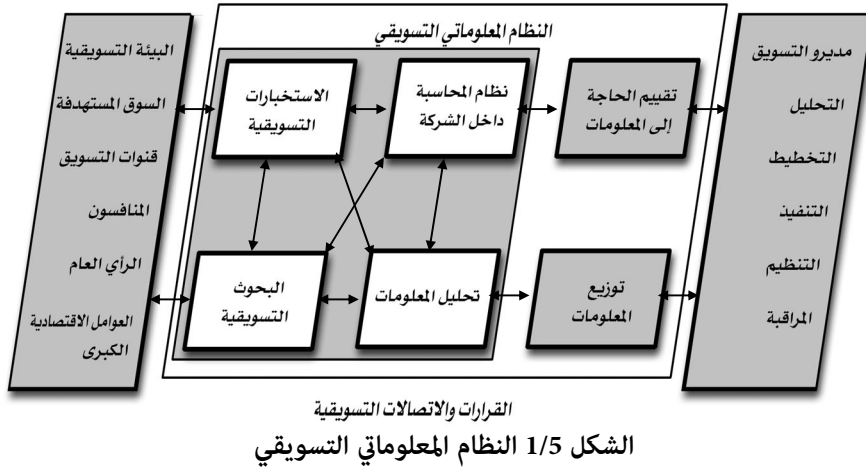 النظام المعلوماتي التسويقي
مديرو التسويق
التحليل
التخطيط
التنفيذ
التنظيم
المراقبة
تقييم الحاجة
إلى المعلومات
توزيع
المعلومات
نظام المحاسبة
داخل الشركة
الاستخبارات
التسويقية
تحليل المعلومات
البحوث
التسويقية
البيئة التسويقية
السوق المستهدفة
قنوات التسويق
المنافسون
الرأي العام
العوامل الاقتصادية
الكبرى
القرارات والاتصالات التسويقية
الشكل 1/5 النظام المعلوماتي التسويقي